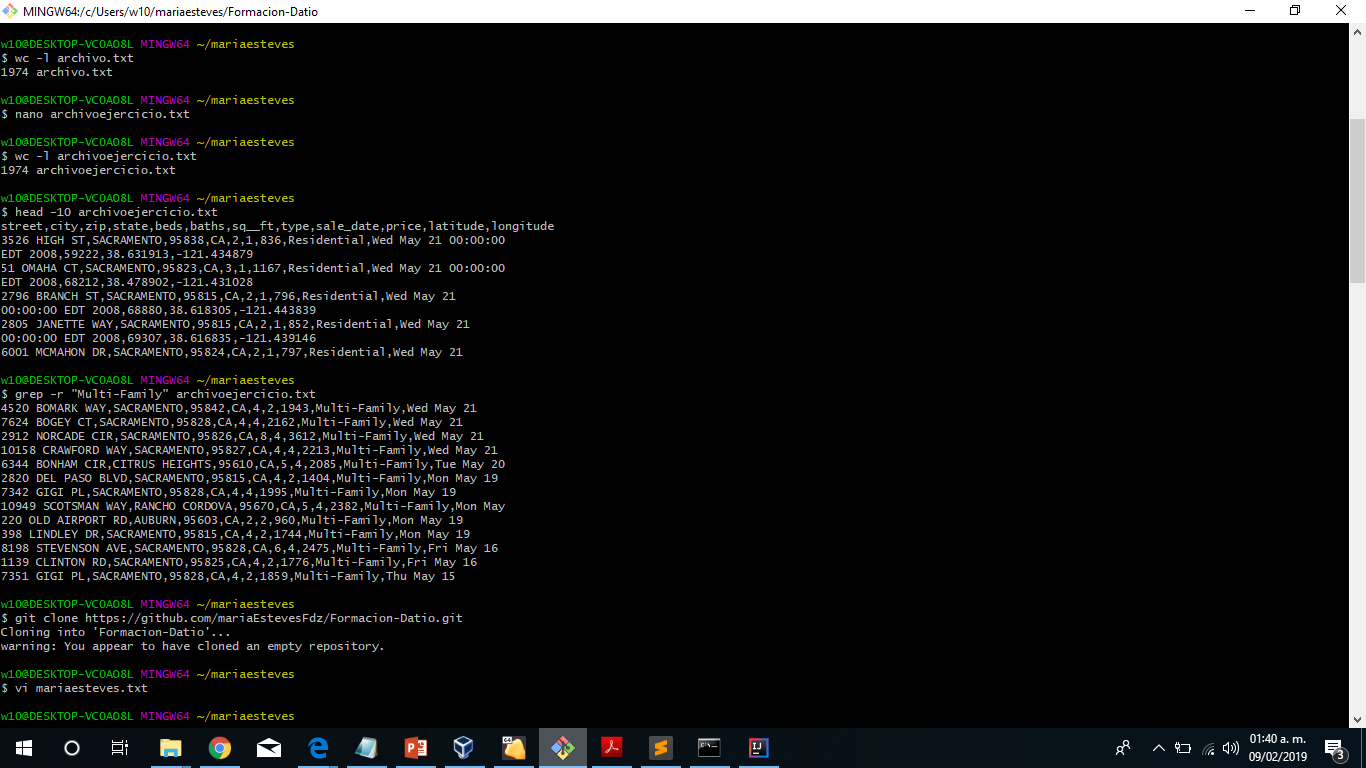 MINGW64:/c/Users/w10/mariaesteves/Formacion-Datio
w10@DESKTOP-VCOAO8L MINGW64 ~/mariaesteves
$ wc -l archivo.txt
1974 archivo.txt
w10@DESKTOP-VCOAO8L MINGW64 ~/mariaesteves
$ nano archivoejercicio.txt
w10@DESKTOP-VCOAO8L MINGW64 ~/mariaesteves
$ wc -l archivoejercicio.txt
1974 archivoejercicio.txt
w10@DESKTOP-VCOAO8L MINGW64 ~/mariaesteves
$ head -10 archivoejercicio.txt
street,city,zip,state,beds,baths,sq__ft,type,sale_date,price,latitude,longitude
3526 HIGH ST,SACRAMENTO,95838,CA,2,1,836,Residential,Wed May 21 00:00:00
EDT 2008,59222,38.631913,-121.434879
51 OMAHA CT,SACRAMENTO,95823,CA,3,1,1167,Residential,Wed May 21 00:00:00
EDT 2008,68212,38.478902,-121.431028
2796 BRANCH ST,SACRAMENTO,95815,CA,2,1,796,Residential,Wed May 21
00:00:00 EDT 2008,68880,38.618305,-121.443839
2805 JANETTE WAY,SACRAMENTO,95815,CA,2,1,852,Residential,Wed May 21
00:00:00 EDT 2008,69307,38.616835,-121.439146
6001 MCMAHON DR,SACRAMENTO,95824,CA,2,1,797,Residential,Wed May 21
w10@DESKTOP-VCOAO8L MINGW64 ~/mariaesteves
$ grep -r "Multi-Family" archivoejercicio.txt
4520 BOMARK WAY,SACRAMENTO,95842,CA,4,2,1943,Multi-Family,Wed May 21
7624 BOGEY CT,SACRAMENTO,95828,CA,4,4,2162,Multi-Family,Wed May 21
2912 NORCADE CIR,SACRAMENTO,95826,CA,8,4,3612,Multi-Family,Wed May 21
10158 CRAWFORD WAY,SACRAMENTO,95827,CA,4,4,2213,Multi-Family,Wed May 21
6344 BONHAM CIR,CITRUS HEIGHTS,95610,CA,5,4,2085,Multi-Family,Tue May 20
2820 DEL PASO BLVD,SACRAMENTO,95815,CA,4,2,1404,Multi-Family,Mon May 19
7342 GIGI PL,SACRAMENTO,95828,CA,4,4,1995,Multi-Family,Mon May 19
10949 SCOTSMAN WAY,RANCHO CORDOVA,95670,CA,5,4,2382,Multi-Family,Mon May
220 OLD AIRPORT RD,AUBURN,95603,CA,2,2,960,Multi-Family,Mon May 19
398 LINDLEY DR,SACRAMENTO,95815,CA,4,2,1744,Multi-Family,Mon May 19
8198 STEVENSON AVE,SACRAMENTO,95828,CA,6,4,2475,Multi-Family,Fri May 16
1139 CLINTON RD,SACRAMENTO,95825,CA,4,2,1776,Multi-Family,Fri May 16
7351 GIGI PL,SACRAMENTO,95828,CA,4,2,1859,Multi-Family,Thu May 15
w10@DESKTOP-VCOAO8L MINGW64 ~/mariaesteves
$ git clone https://github.com/mariaEstevesFdz/Formacion-Datio.git
Cloning into 'Formacion-Datio'...
warning: You appear to have cloned an empty repository.
w10@DESKTOP-VCOAO8L MINGW64 ~/mariaesteves
$ vi mariaesteves.txt
w10@DESKTOP-VCOAO8L MINGW64 ~/mariaesteves
01:40 a. m.
09/02/2019
3
64
IJ